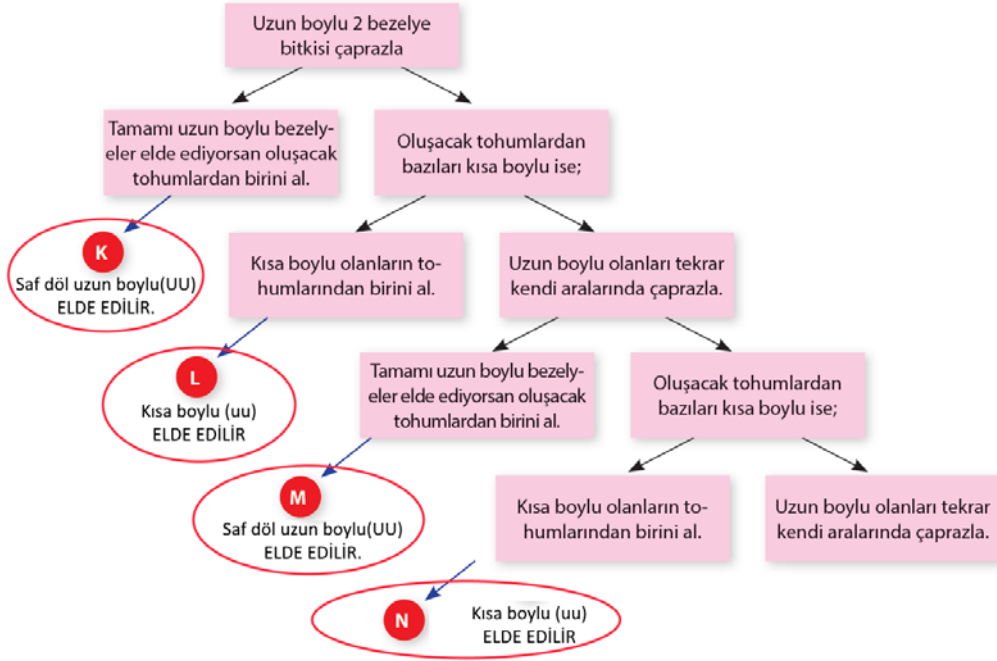 Uzun boylu 2 bezelye
bitkisi çaprazla
Tamamı uzun boylu bezely-
eler elde ediyorsan oluşacak
tohumlardan birini al.
Oluşacak tohumlardan
bazıları kısa boylu ise;
K
Saf döl uzun boylu(UU)
ELDE EDİLİR.
Kısa boylu olanların to-
humlarından birini al.
Uzun boylu olanları tekrar
kendi aralarında çaprazla.
L
Kısa boylu (uu)
ELDE EDİLİR
Tamamı uzun boylu bezely-
eler elde ediyorsan oluşacak
tohumlardan birini al.
Oluşacak tohumlardan
bazıları kısa boylu ise;
M
Saf döl uzun boylu(UU)
ELDE EDİLİR.
Kısa boylu olanların to-
humlarından birini al.
Uzun boylu olanları tekrar
kendi aralarında çaprazla.
N
Kısa boylu (uu)
ELDE EDİLİR